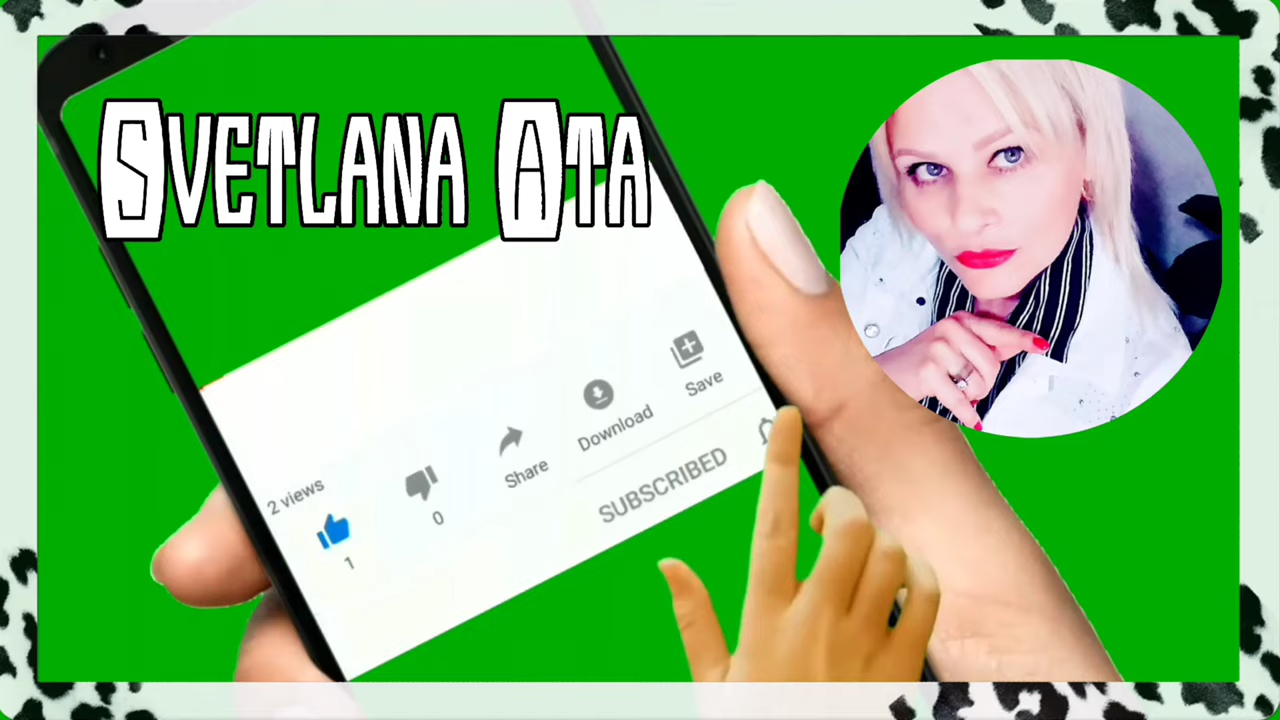 Svetlana Ata
2 views
1
0
Share
Download
Save
SUBSCRIBED